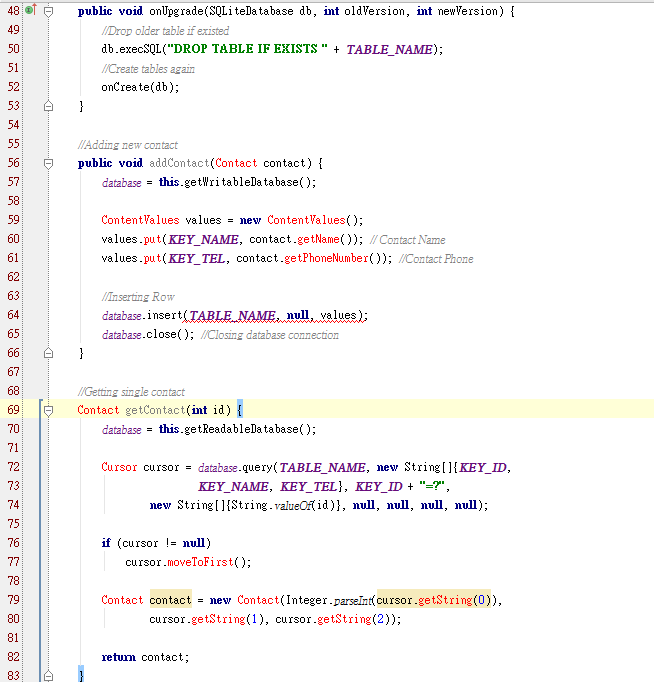 48 public void onUpgrade(SQLiteDatabase db, int oldVersion, int newVersion) {
49 //Drop older table if existed
50 db.execSQL("DROP TABLE IF EXISTS " + TABLE_NAME);
51 //Create tables again
52 onCreate(db);
53 }
54
55 //Adding new contact
56 public void addContact(Contact contact) {
57 database = this.getWritableDatabase();
58
59 ContentValues values = new ContentValues();
60 values.put(KEY_NAME, contact.getName()); // Contact Name
61 values.put(KEY_TEL, contact.getPhoneNumber()); //Contact Phone
62
63 //Inserting Row
64 database.insert(TABLE_NAME, null, values);
65 database.close(); //Closing database connection
66 }
67
68 //Getting single contact
69 Contact getContact(int id) {
70 database = this.getReadableDatabase();
71
72 Cursor cursor = database.query(TABLE_NAME, new String[]{KEY_ID,
73 KEY_NAME, KEY_TEL}, KEY_ID + "=?",
74 new String[]{String.valueOf(id)}, null, null, null, null);
75
76 if (cursor != null)
77 cursor.moveToFirst();
78
79 Contact contact = new Contact(Integer.parseInt(cursor.getString(0)),
80 cursor.getString(1), cursor.getString(2));
81
82 return contact;
83 }